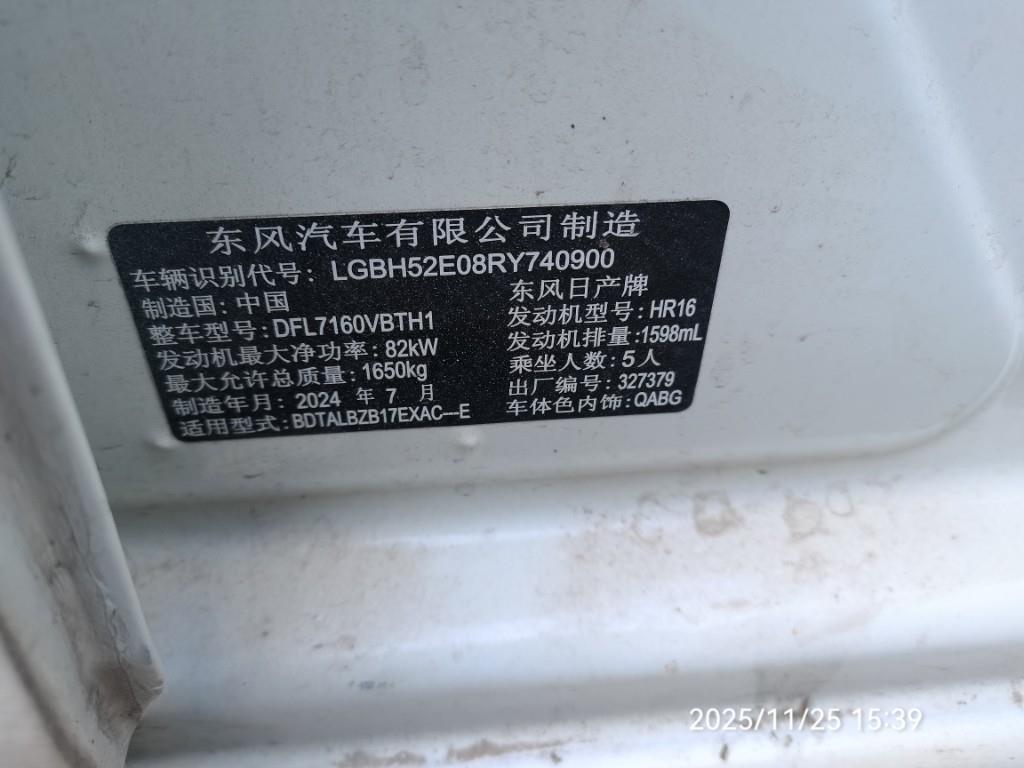 东风汽车有限公司制造
车辆识别代号: LGBH52E08RY740900
制造国: 中国 东风日产牌
整车型号: DFL7160VBTH1 发动机型号: HR16
发动机最大净功率: 82kW 发动机排量: 1598mL
最大允许总质量: 1650kg 乘坐人数: 5人
制造年月: 2024 年 7 月 出厂编号: 327379
适用型式: BDTALBZB17EXAC---E 车体色内饰: QABG
2025/11/25 15:39